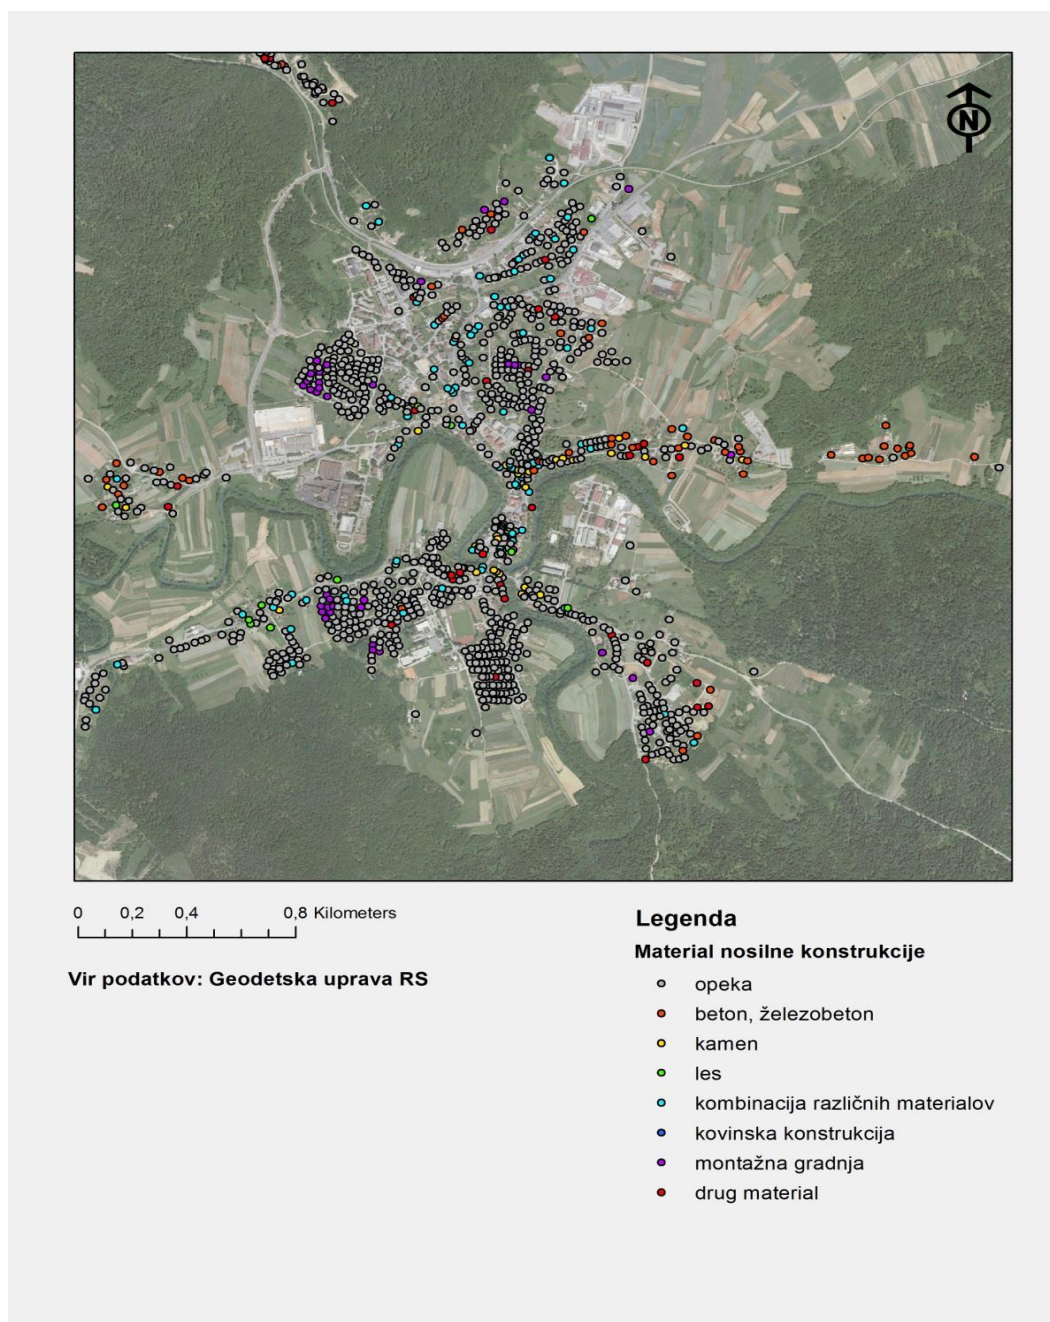 N
0 0,2 0,4 0,8 Kilometers
Vir podatkov: Geodetska uprava RS
Legenda
Material nosilne konstrukcije
opeka
beton, železobeton
kamen
les
kombinacija različnih materialov
kovinska konstrukcija
montažna gradnja
drug material